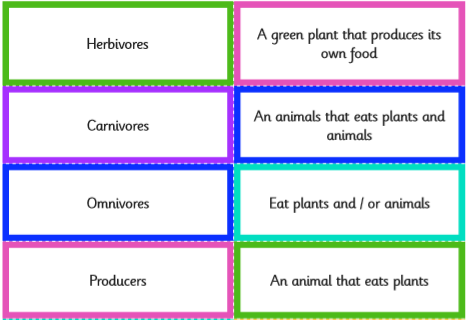 Herbivores
A green plant that produces its
own food
Carnivores
An animals that eats plants and
animals
Omnivores
Eat plants and / or animals
Producers
An animal that eats plants